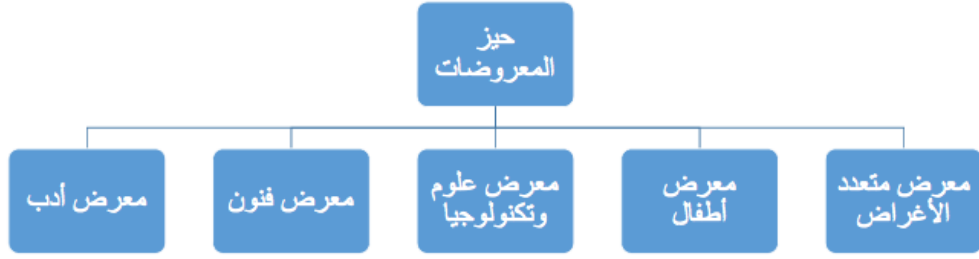 حيز
المعروضات
معرض متعدد
الأغراض
معرض
أطفال
معرض علوم
وتكنولوجيا
معرض فنون
معرض أدب